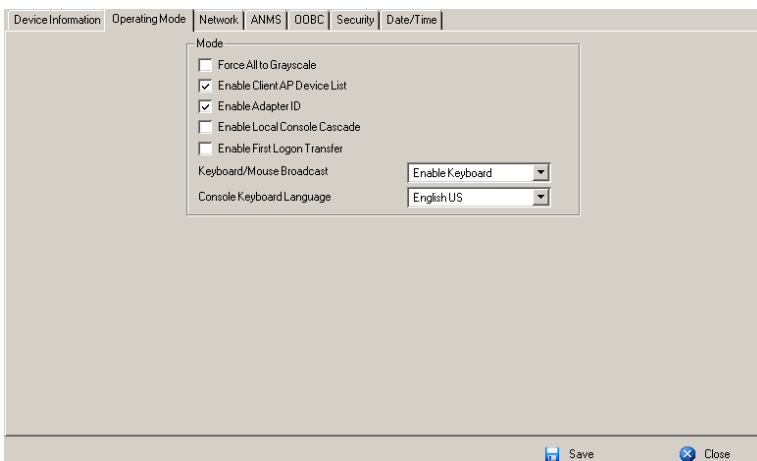 Device Information Operating Mode Network ANMS OOBC Security Date/Time
Mode
Force All to Grayscale
Enable Client AP Device List
Enable Adapter ID
Enable Local Console Cascade
Enable First Logon Transfer
Keyboard/Mouse Broadcast Enable Keyboard
Console Keyboard Language English US
Save Close